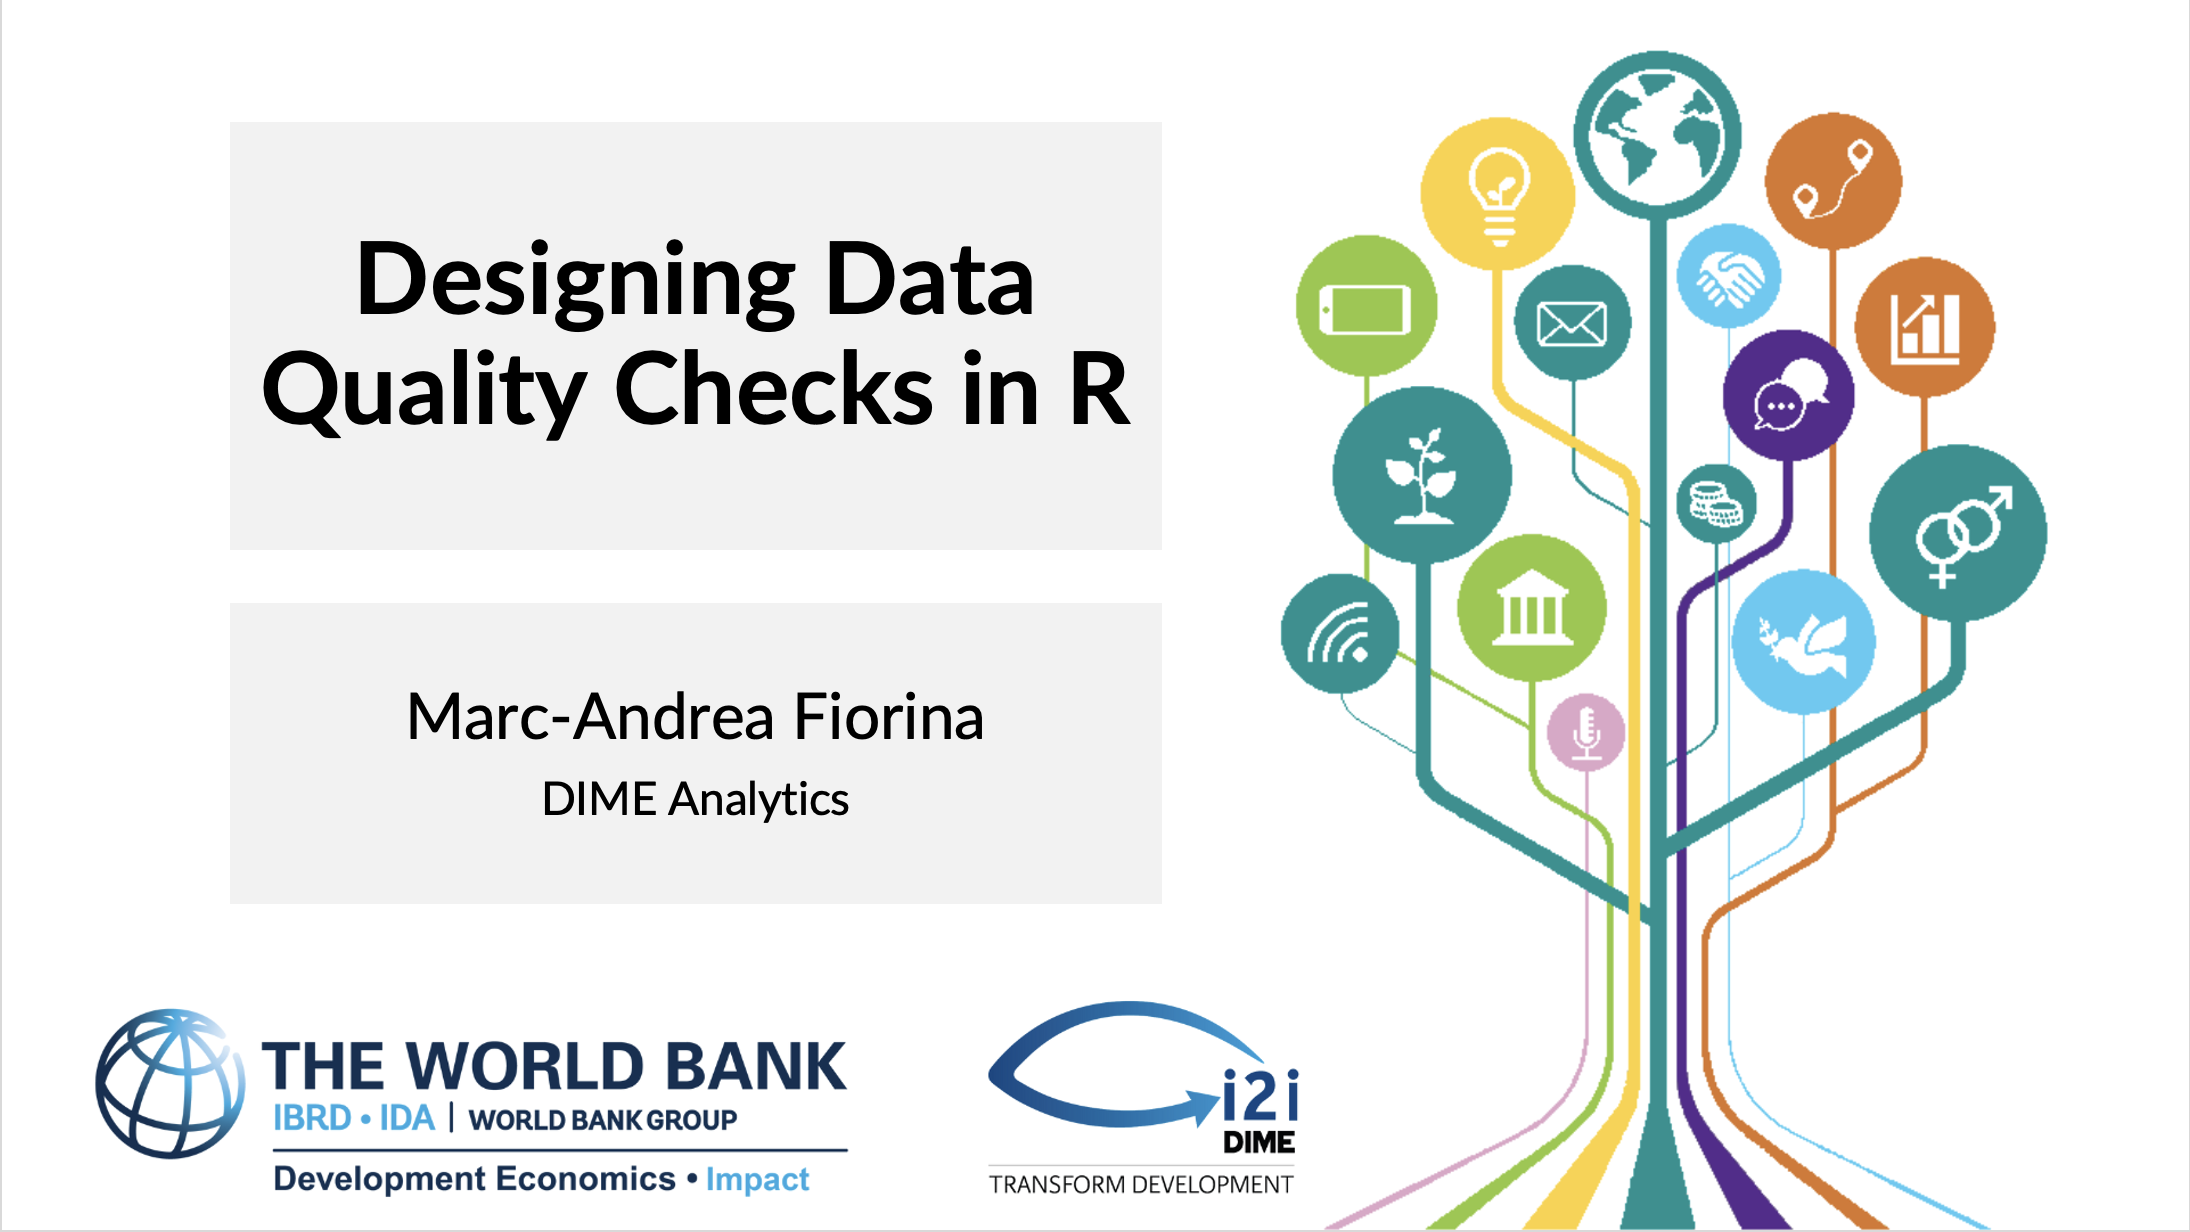 Designing Data
Quality Checks in R
Marc-Andrea Fiorina
DIME Analytics
THE WORLD BANK
IBRD • IDA | WORLD BANK GROUP
Development Economics • Impact
i2i
DIME
TRANSFORM DEVELOPMENT